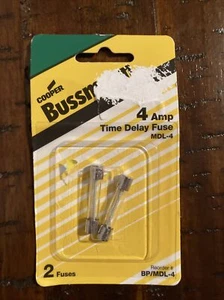 COOPER
Bussm
4 Amp
Time Delay Fuse
MDL-4
2 Fuses
Reorder #
BP/MDL-4